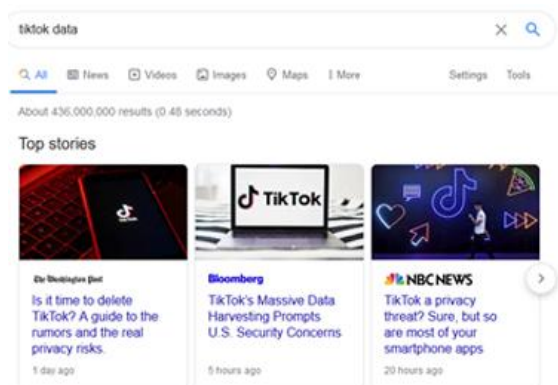 tiktok data
All News Videos Images Maps More Settings Tools
About 436,000,000 results (0.48 seconds)
Top stories
TikTok
The Washington Post
Is it time to delete
TikTok? A guide to the
rumors and the real
privacy risks.
1 day ago
Bloomberg
TikTok's Massive Data
Harvesting Prompts
U.S. Security Concerns
5 hours ago
NBC NEWS
TikTok a privacy
threat? Sure, but so
are most of your
smartphone apps
20 hours ago